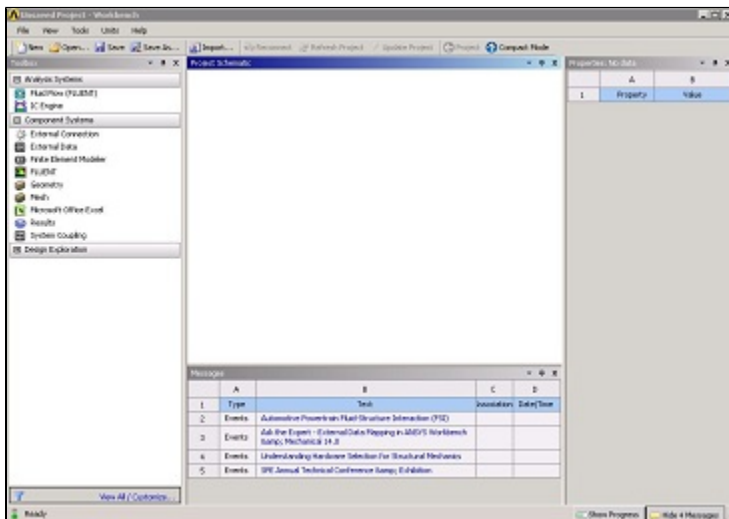 Unsaved Project - Workbench
File View Tools Units Help
New Open... Save Save As... Import... Reconnect Refresh Project Update Project Project Compact Mode
Toolbox
Project Schematic
Properties: No data
Analysis Systems
Fluid Flow (FLUENT)
IC Engine
Component Systems
External Connection
External Data
Finite Element Modeler
FLUENT
Geometry
Mesh
Microsoft Office Excel
Results
System Coupling
Design Exploration
View All / Customize...
A B
1 Property Value
Messages
A B C D
1 Type Text Association Date/Time
2 Events Automotive Powertrain Fluid-Structure Interaction (FSI)
3 Events Ask the Expert - External Data Mapping in ANSYS Workbench
&amp; Mechanical 14.0
4 Events Understanding Hardware Selection for Structural Mechanics
5 Events SPE Annual Technical Conference &amp; Exhibition
Ready
Show Progress Hide 4 Messages